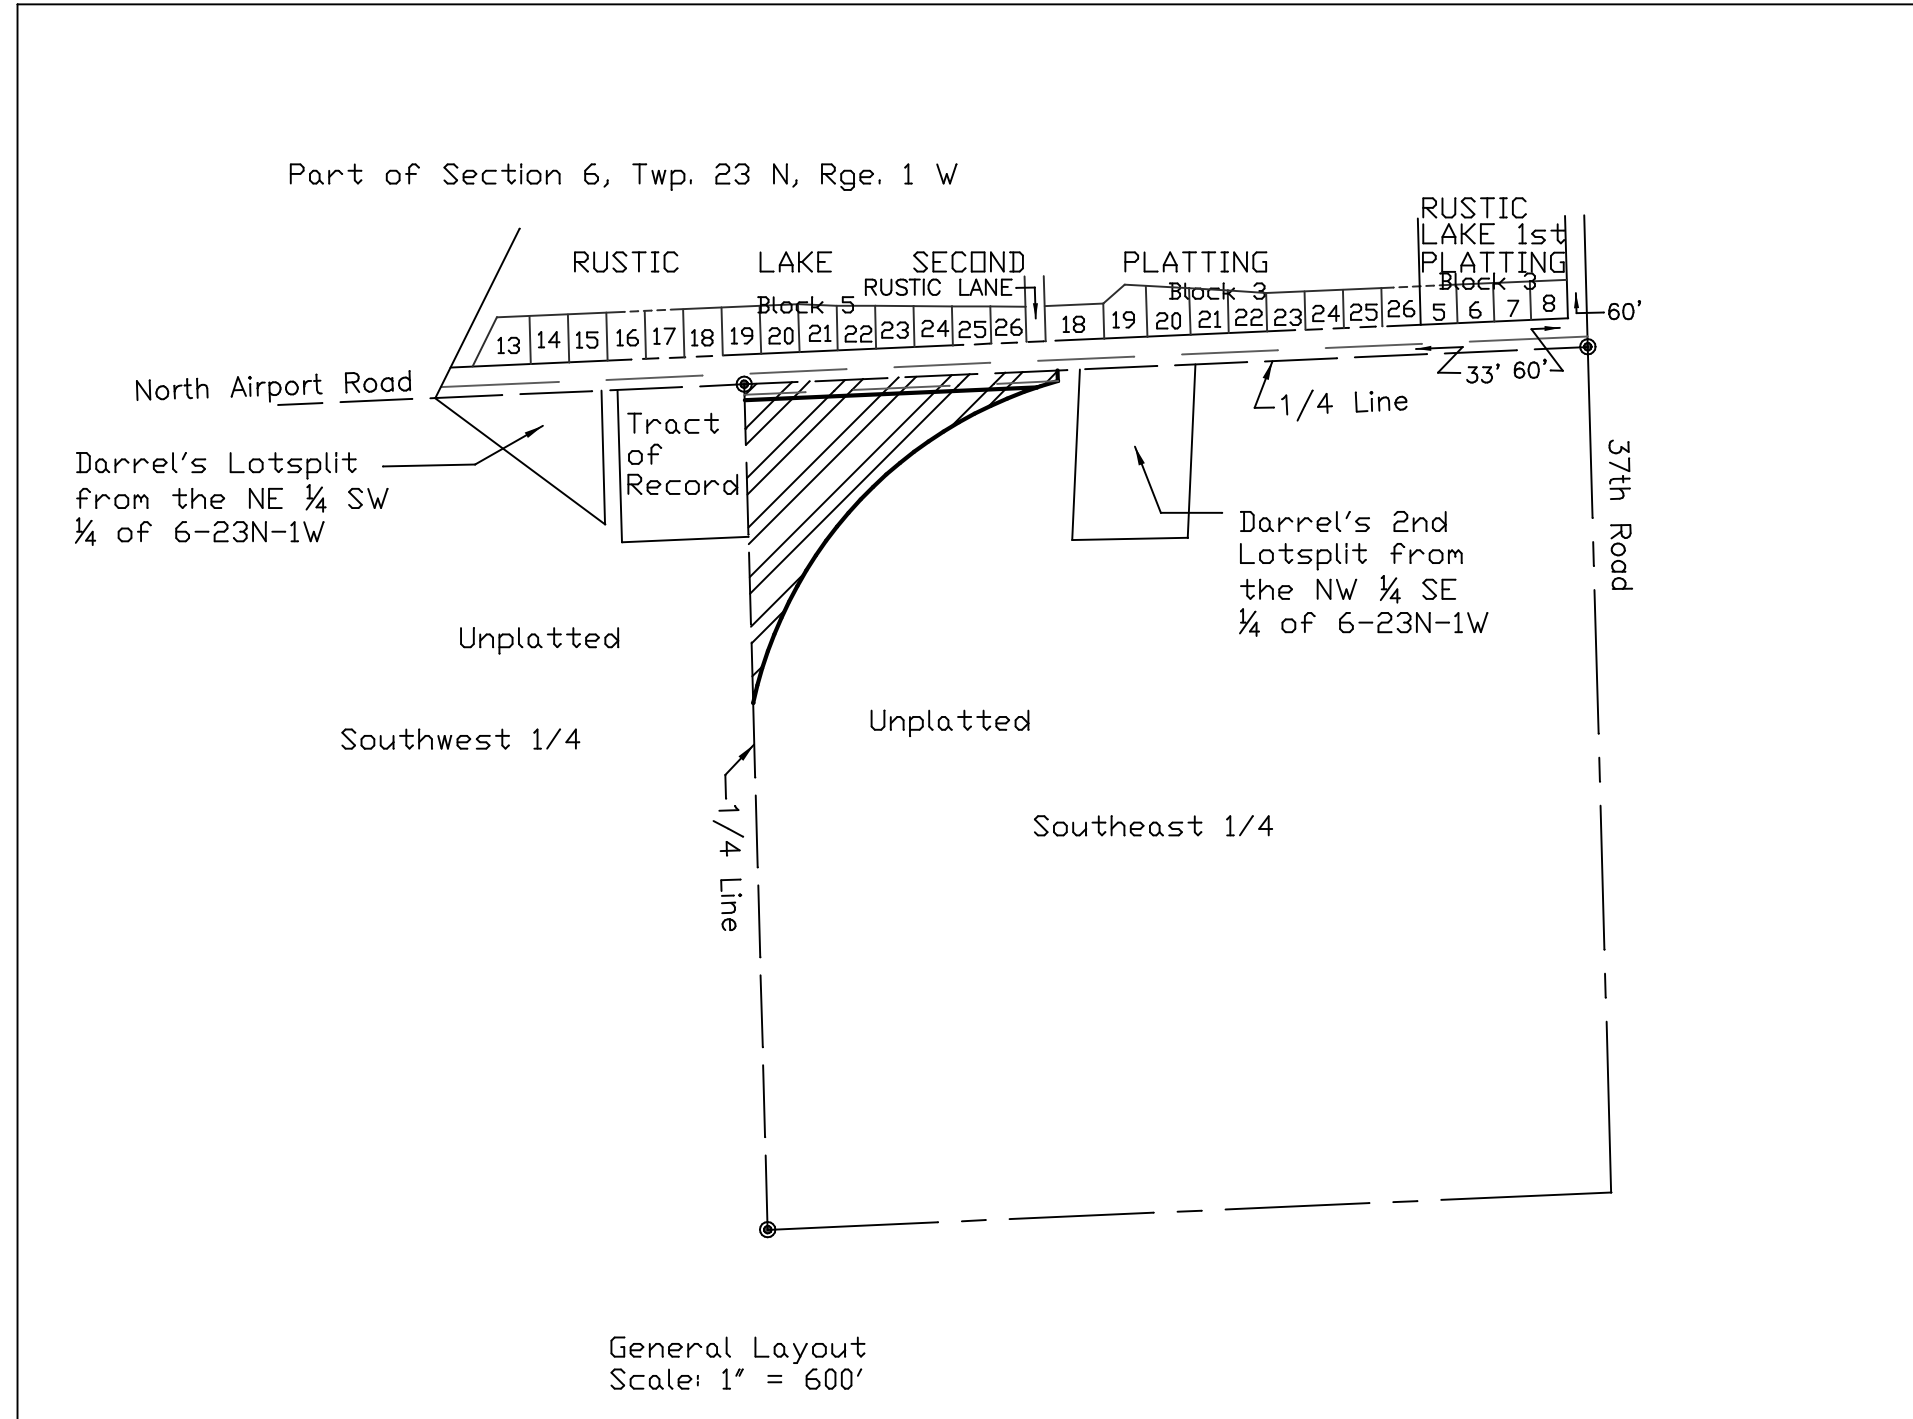 Part of Section 6, Twp. 23 N, Rge. 1 W
RUSTIC LAKE SECOND PLATTING
RUSTIC
LAKE 1st
PLATTING
Block 3
Block 5
RUSTIC LANE
Block 3
13 14 15 16 17 18 19 20 21 22 23 24 25 26
18 19 20 21 22 23 24 25 26
5 6 7 8
60'
33' 60'
North Airport Road
1/4 Line
Tract
of
Record
Darrel's Lotsplit
from the NE ¼ SW
¼ of 6-23N-1W
37th Road
Darrel's 2nd
Lotsplit from
the NW ¼ SE
¼ of 6-23N-1W
Unplatted
Southwest 1/4
Unplatted
1/4 Line
Southeast 1/4
General Layout
Scale: 1" = 600'